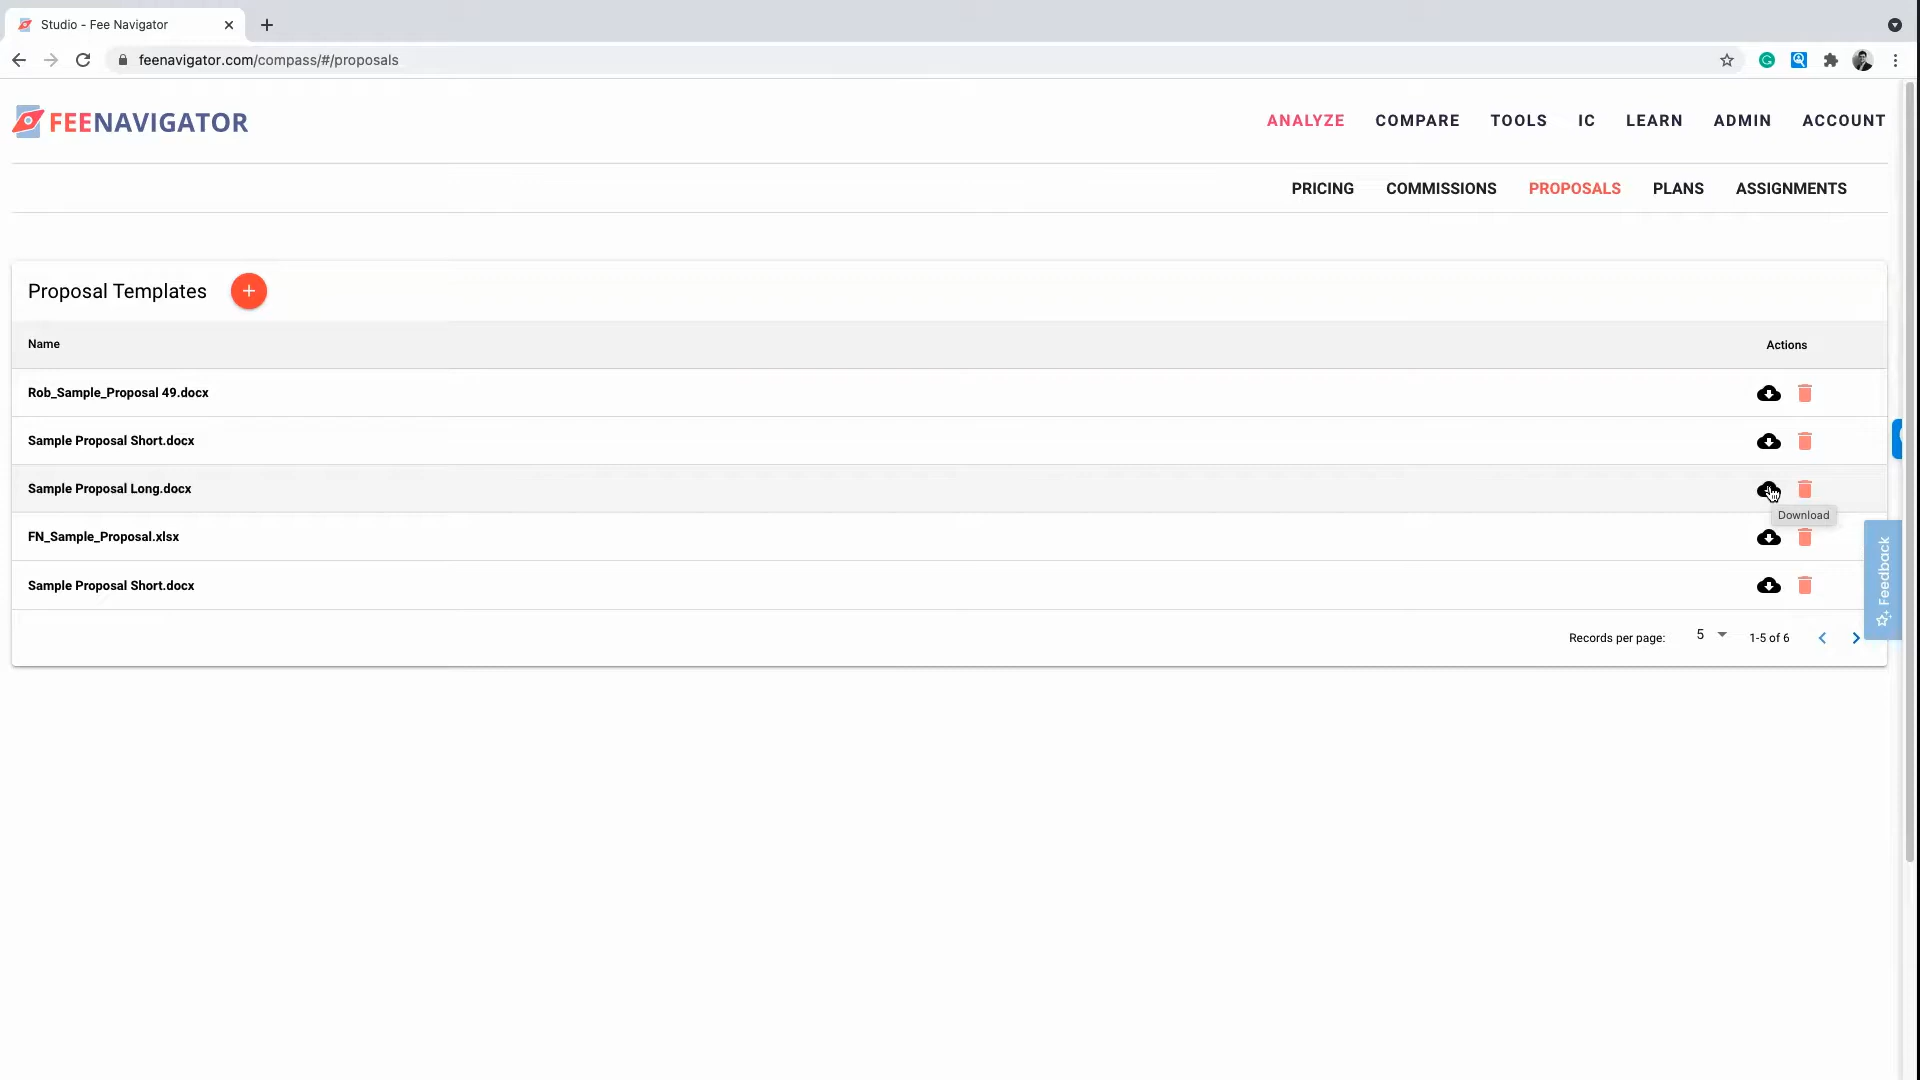 Studio - Fee Navigator
feenavigator.com/compass/#/proposals
FEENAVIGATOR
ANALYZE COMPARE TOOLS IC LEARN ADMIN ACCOUNT
PRICING COMMISSIONS PROPOSALS PLANS ASSIGNMENTS
Proposal Templates +
Name Actions
Rob_Sample_Proposal 49.docx
Sample Proposal Short.docx
Sample Proposal Long.docx
Download
FN_Sample_Proposal.xlsx
Sample Proposal Short.docx
Feedback
Records per page: 5 1-5 of 6